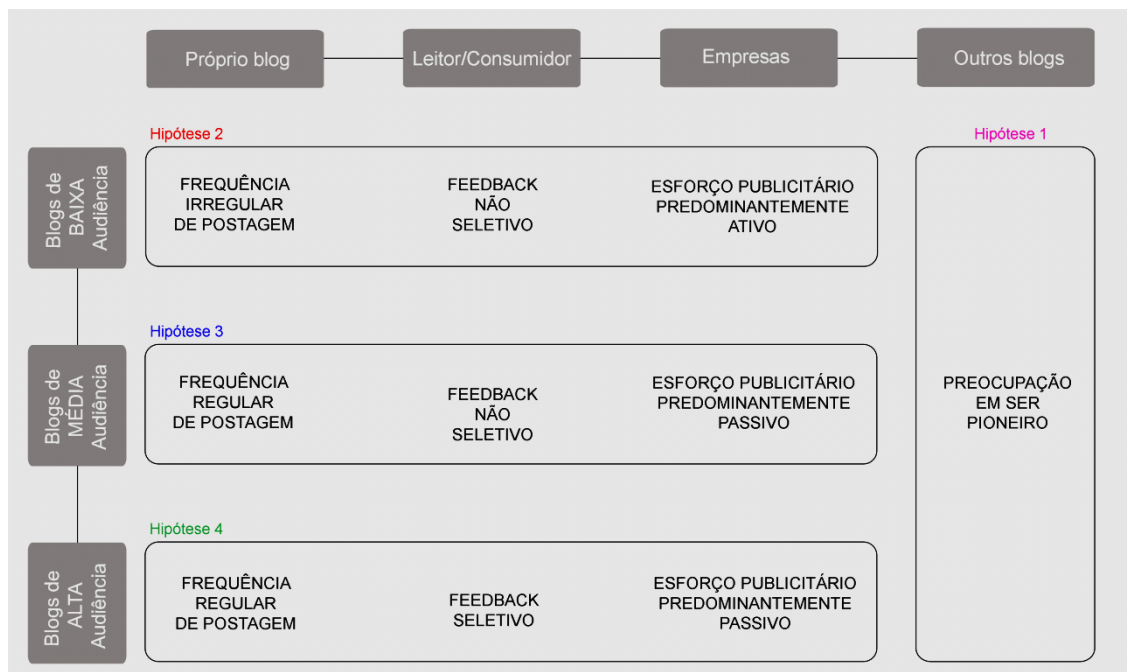 Próprio blog
Leitor/Consumidor
Empresas
Outros blogs
Hipótese 2
Hipótese 1
Blogs de
BAIXA
Audiência
FREQUÊNCIA
IRREGULAR
DE POSTAGEM
FEEDBACK
NÃO
SELETIVO
ESFORÇO PUBLICITÁRIO
PREDOMINANTEMENTE
ATIVO
Hipótese 3
Blogs de
MÉDIA
Audiência
FREQUÊNCIA
REGULAR
DE POSTAGEM
FEEDBACK
NÃO
SELETIVO
ESFORÇO PUBLICITÁRIO
PREDOMINANTEMENTE
PASSIVO
PREOCUPAÇÃO
EM SER
PIONEIRO
Hipótese 4
Blogs de
ALTA
Audiência
FREQUÊNCIA
REGULAR
DE POSTAGEM
FEEDBACK
SELETIVO
ESFORÇO PUBLICITÁRIO
PREDOMINANTEMENTE
PASSIVO